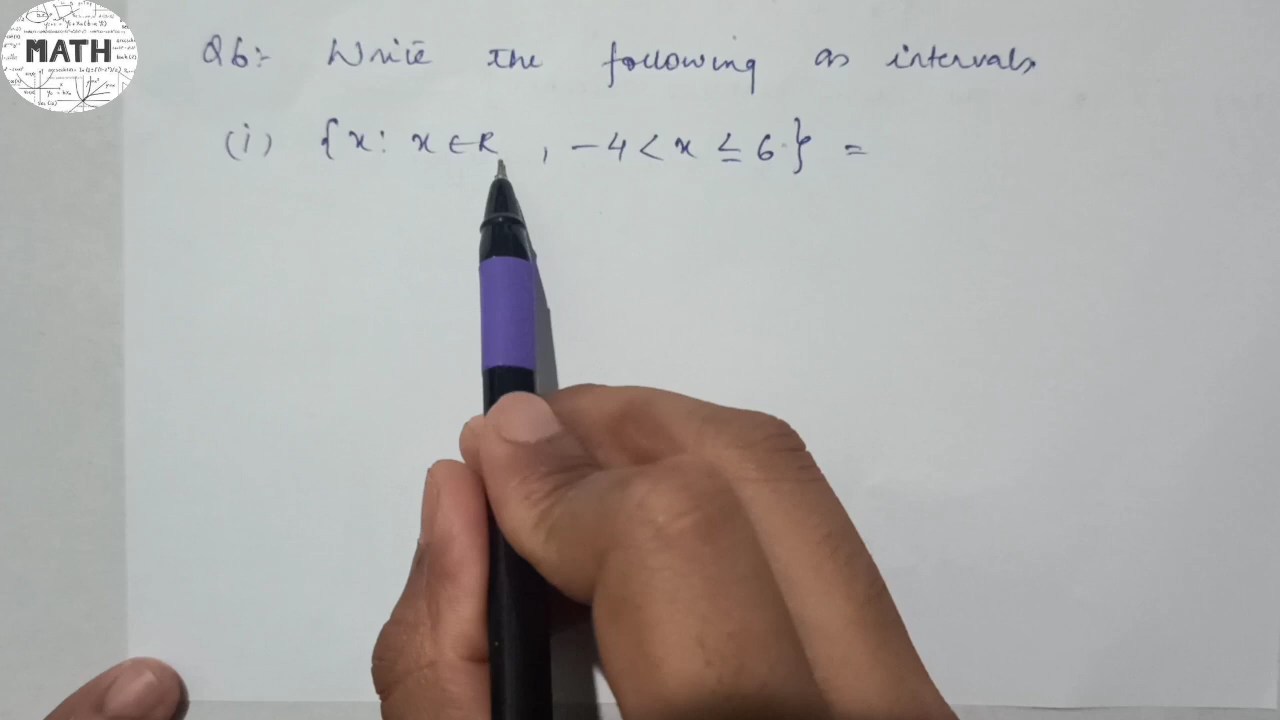 MATH
Q6:- Write the following as intervals
(i) {x: x ∈ R , -4 < x ≤ 6} =